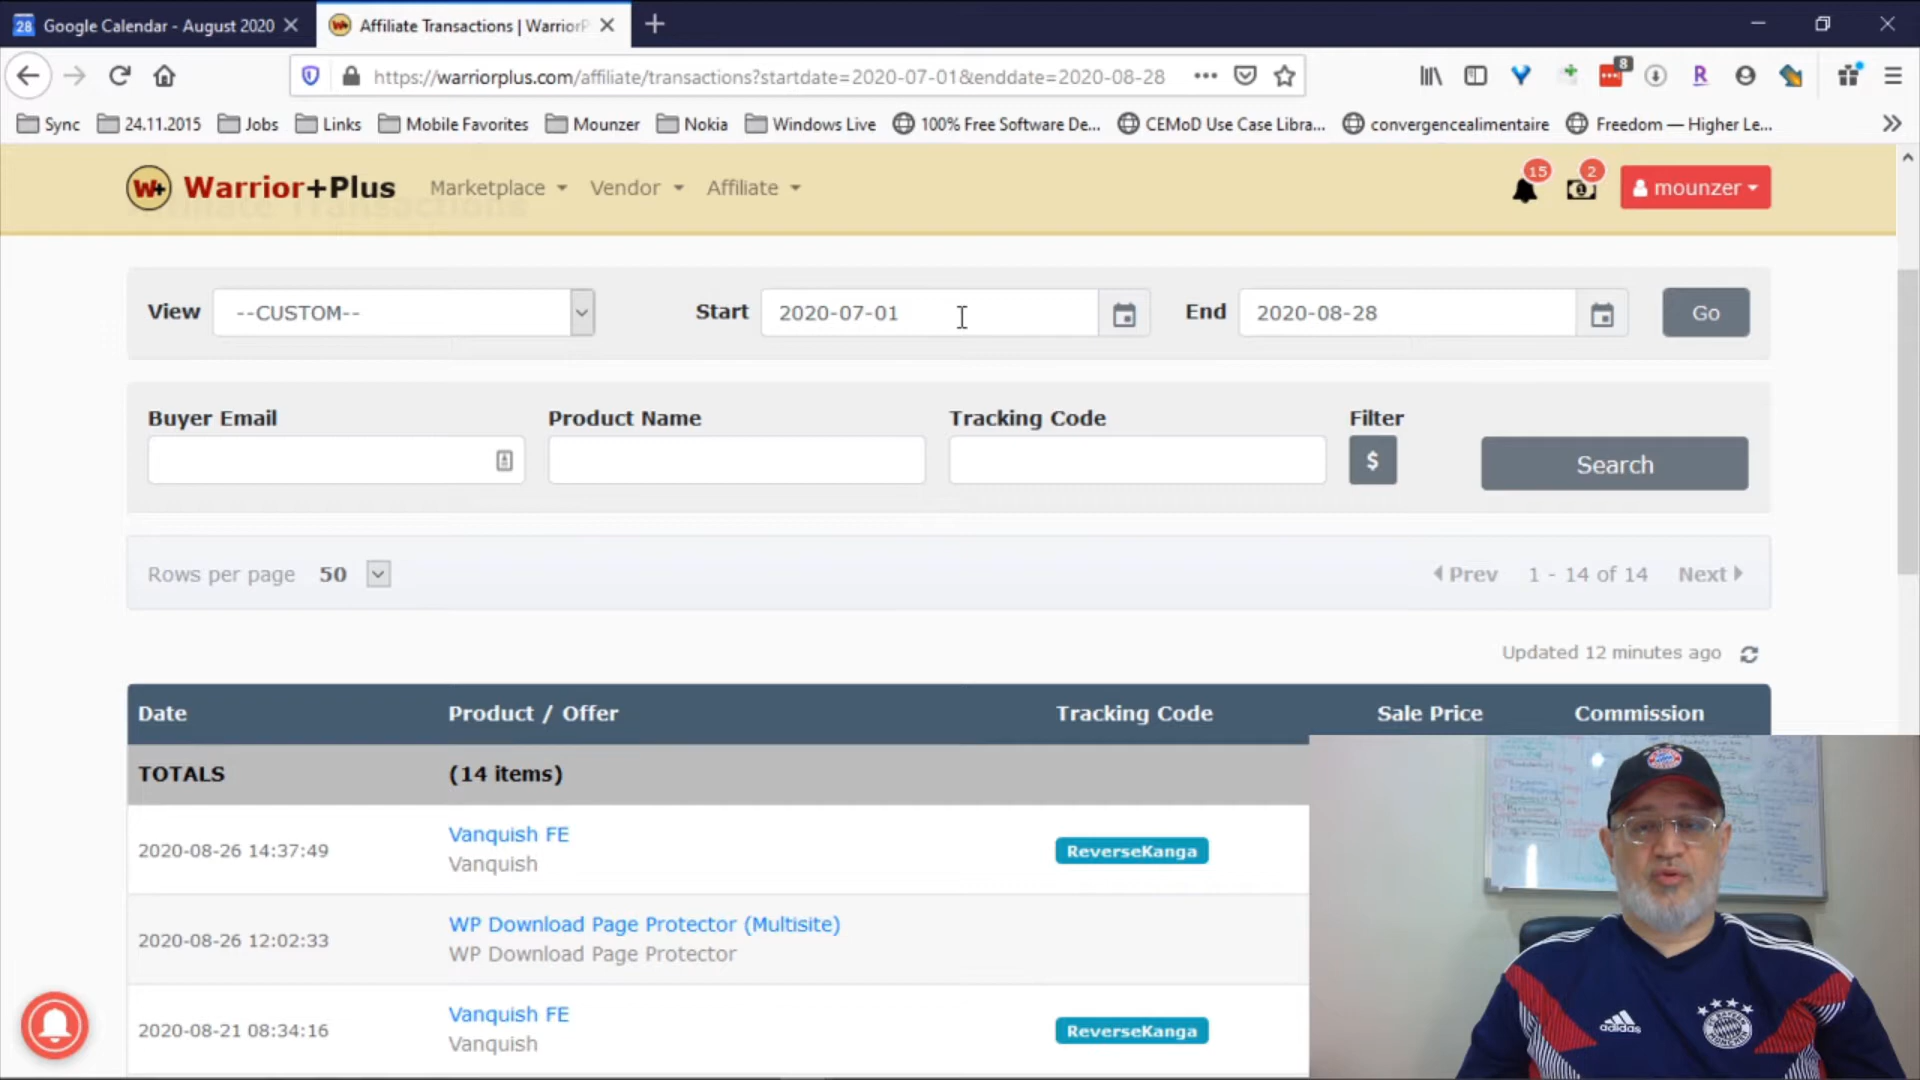 28 Google Calendar - August 2020
Affiliate Transactions | WarriorP
https://warriorplus.com/affiliate/transactions?startdate=2020-07-01&enddate=2020-08-28
8
R
Sync 24.11.2015 Jobs Links Mobile Favorites Mounzer Nokia Windows Live 100% Free Software De... CEMoD Use Case Libra... convergencealimentaire Freedom — Higher Le...
W+ Warrior+Plus Marketplace Vendor Affiliate 15 2 mounzer
Affiliate Transactions
View --CUSTOM-- Start 2020-07-01 End 2020-08-28 Go
Buyer Email Product Name Tracking Code Filter
$ Search
Rows per page 50 Prev 1 - 14 of 14 Next
Updated 12 minutes ago
Date Product / Offer Tracking Code Sale Price Commission
TOTALS (14 items)
2020-08-26 14:37:49 Vanquish FE ReverseKanga
Vanquish
2020-08-26 12:02:33 WP Download Page Protector (Multisite)
WP Download Page Protector
2020-08-21 08:34:16 Vanquish FE ReverseKanga
Vanquish
adidas